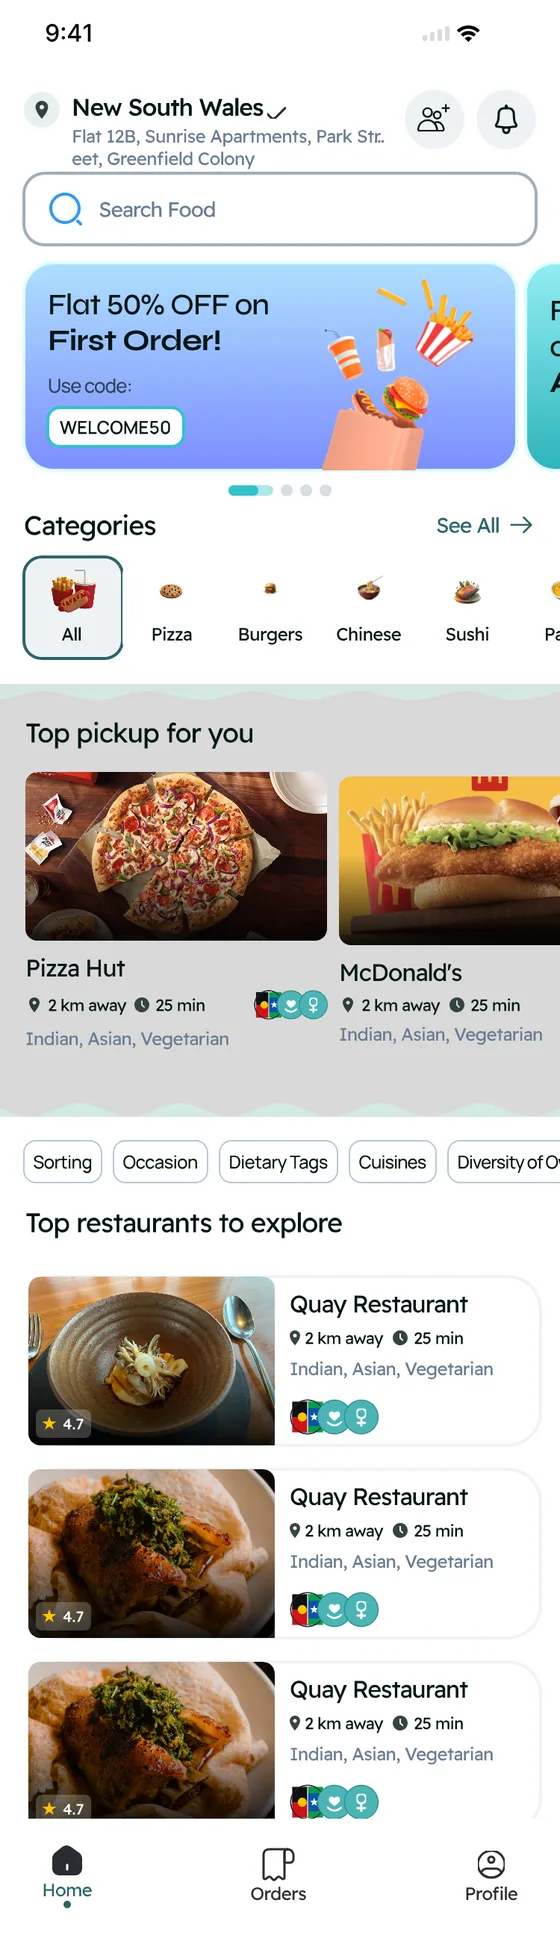 9:41
New South Wales
Flat 12B, Sunrise Apartments, Park Str..
eet, Greenfield Colony
Search Food
Flat 50% OFF on
First Order!
Use code:
WELCOME50
Categories
See All
All
Pizza
Burgers
Chinese
Sushi
Top pickup for you
Pizza Hut
2 km away
25 min
Indian, Asian, Vegetarian
McDonald's
2 km away
25 min
Indian, Asian, Vegetarian
Sorting
Occasion
Dietary Tags
Cuisines
Diversity of
Top restaurants to explore
Quay Restaurant
2 km away
25 min
Indian, Asian, Vegetarian
4.7
Quay Restaurant
2 km away
25 min
Indian, Asian, Vegetarian
4.7
Quay Restaurant
2 km away
25 min
Indian, Asian, Vegetarian
4.7
Home
Orders
Profile